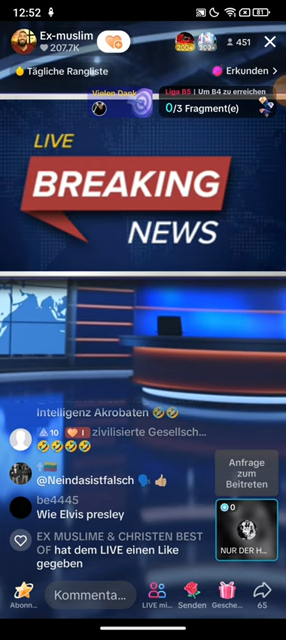 12:52
81
Ex-muslim
207.7K
200+
451
Tägliche Rangliste
Erkunden >
Vielen Dank
Liga B5 | Um B4 zu erreichen
0/3 Fragment(e)
LIVE
BREAKING
NEWS
Intelligenz Akrobaten 🤣🤣
10 I zivilisierte Gesellsch...
🤣🤣🤣🤣
@Neindasistfalsch 🗣👍🏼
be4445
Wie Elvis presley
EX MUSLIME & CHRISTEN BEST
OF hat dem LIVE einen Like
gegeben
Anfrage
zum
Beitreten
0
NUR DER H...
Kommenta...
Abonn...
LIVE mi...
Senden
Gesche...
65